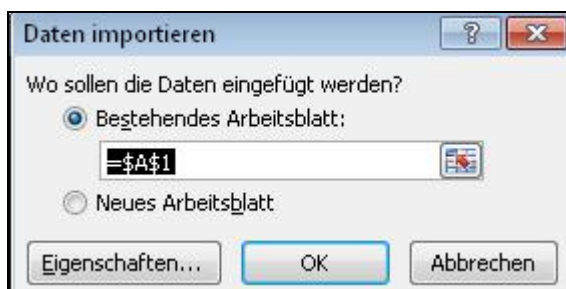 Daten importieren
Wo sollen die Daten eingefügt werden?
Bestehendes Arbeitsblatt:
=$A$1
Neues Arbeitsblatt
Eigenschaften... OK Abbrechen